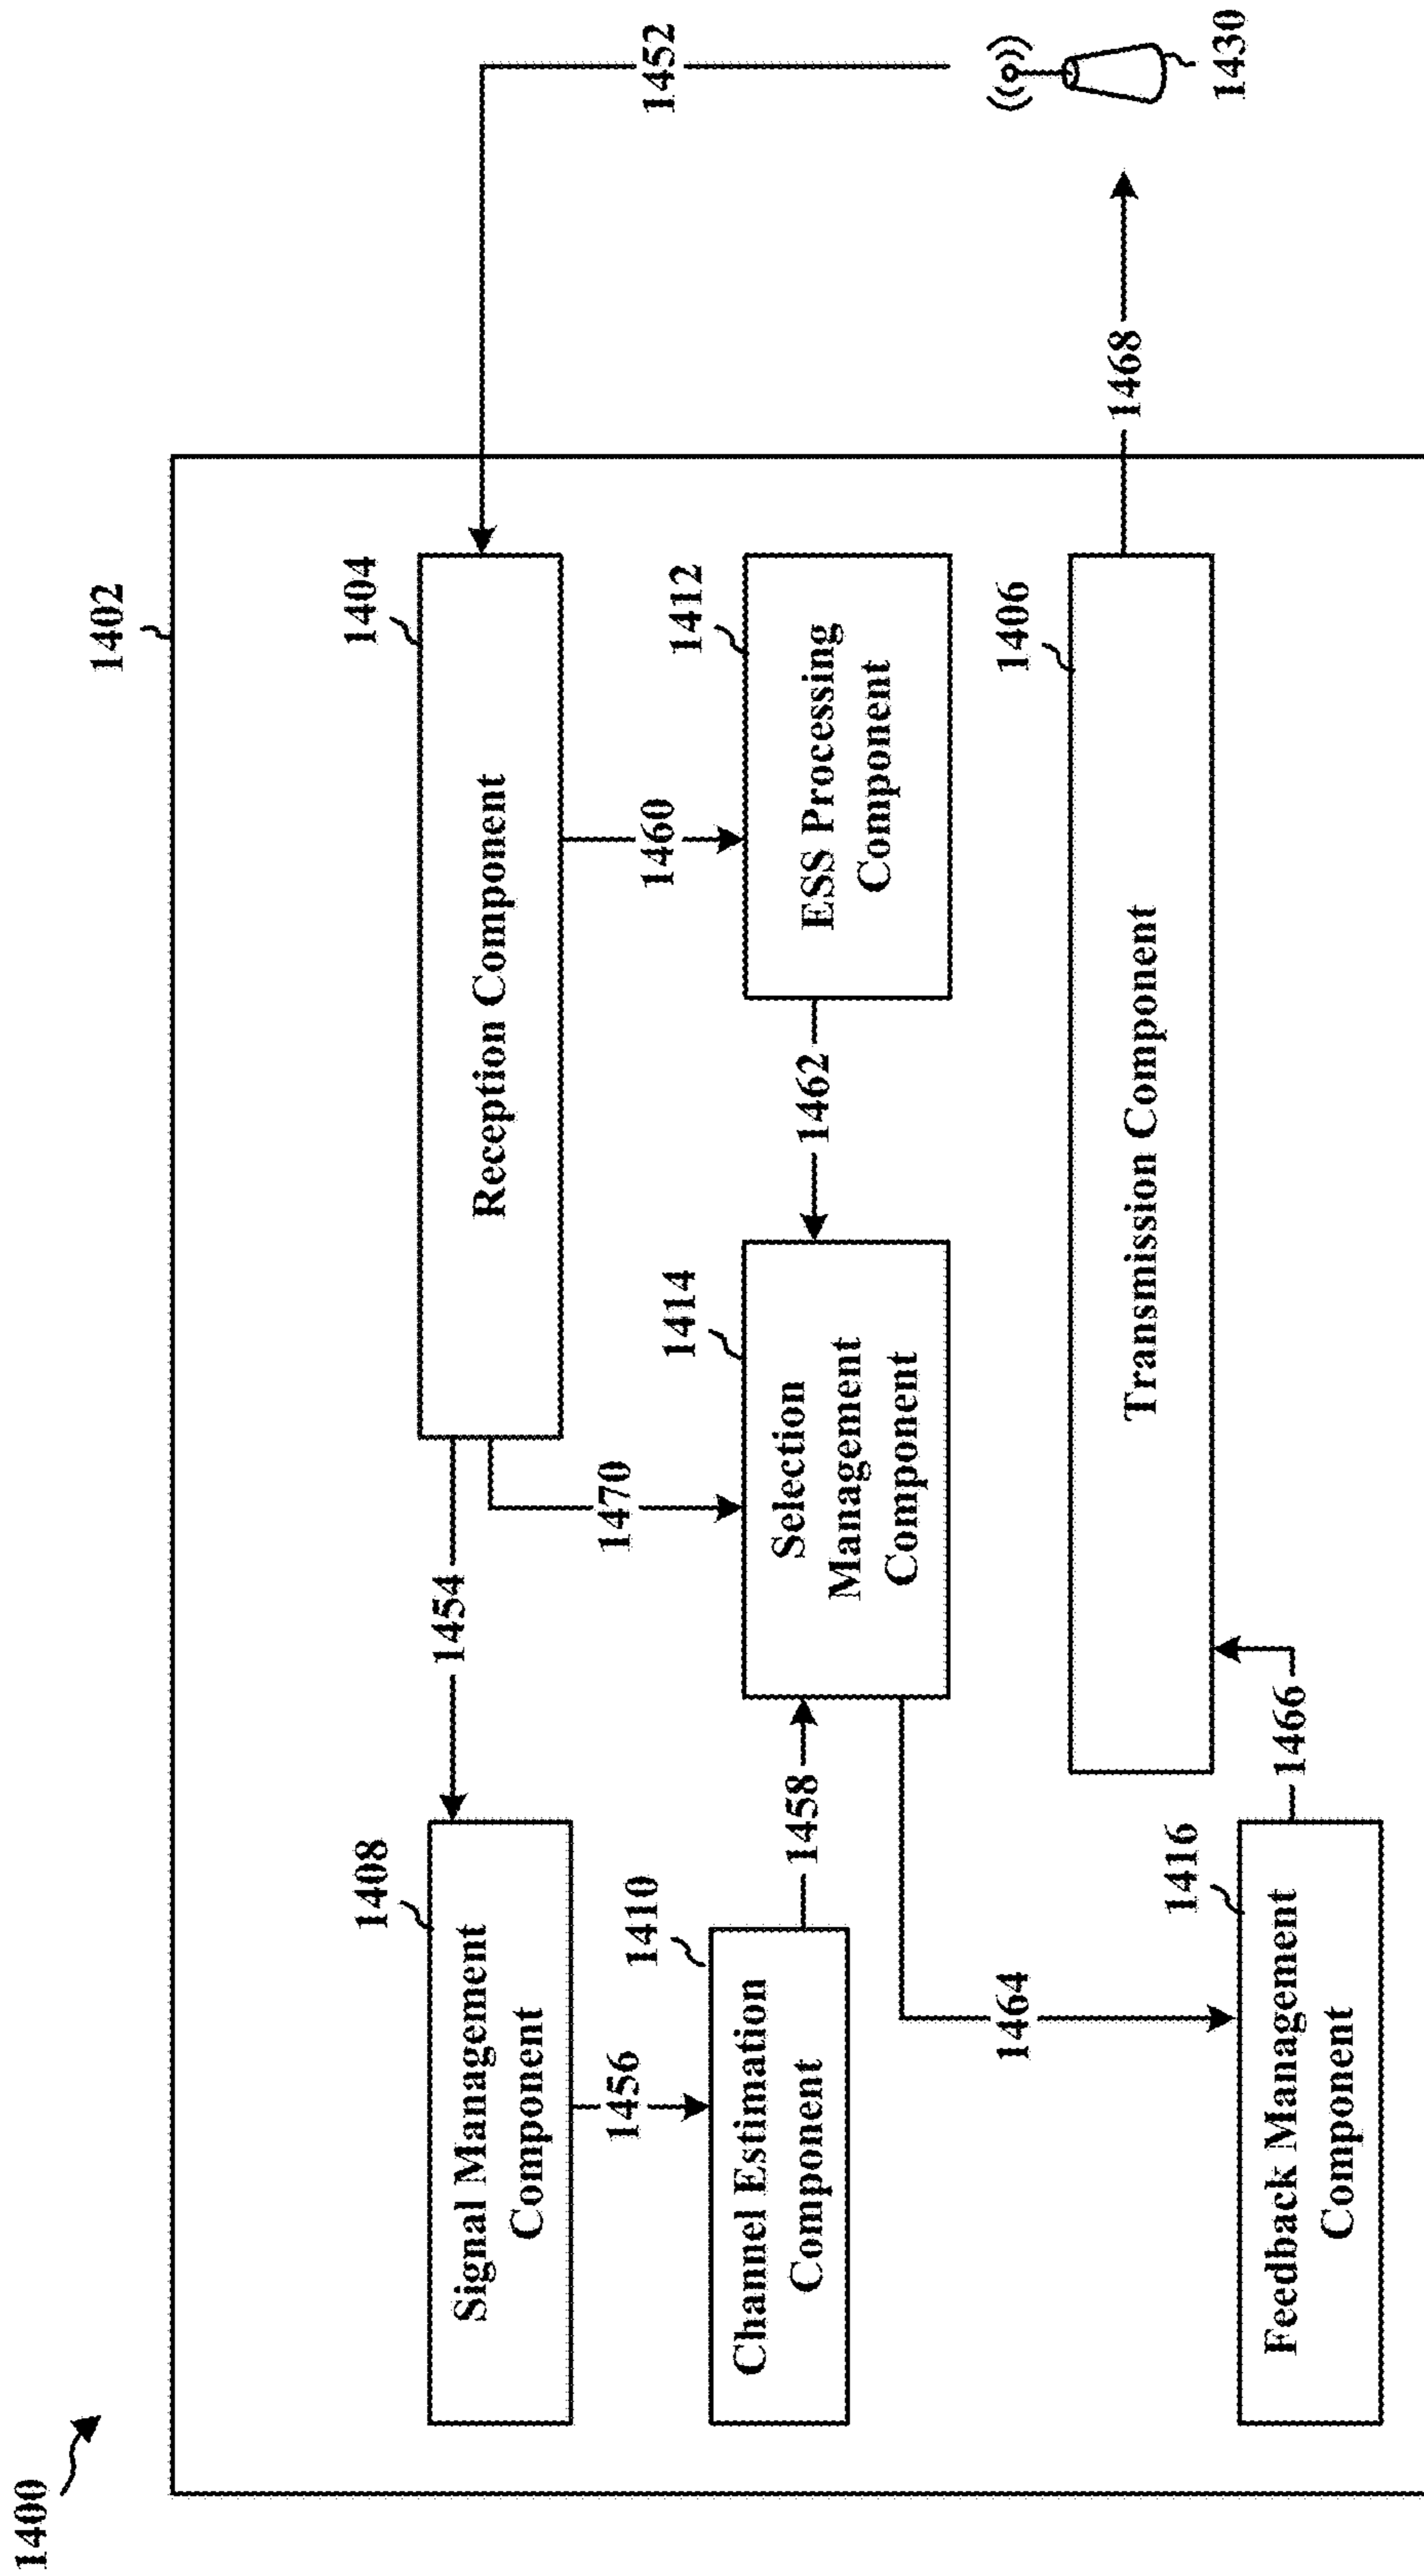 1400
1402
1404
Reception Component
1452
1430
1408
Signal Management
Component
1454
1470
1460
1412
ESS Processing
Component
1456
1410
Channel Estimation
Component
1458
1414
Selection
Management
Component
1462
1464
1406
Transmission Component
1468
1416
Feedback Management
Component
1466